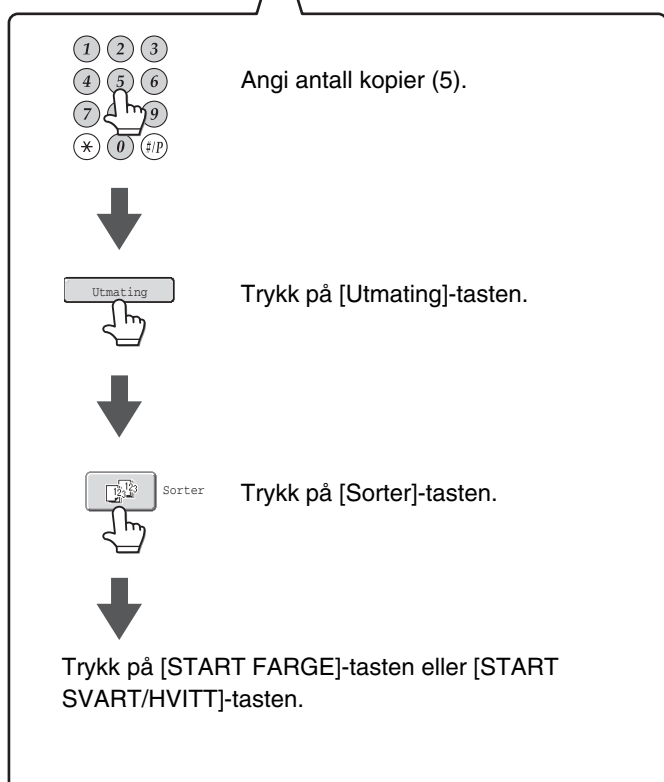 1 2 3
4 5 6
7 9
* 0 #/P
Angi antall kopier (5).
Utmating
Trykk på [Utmating]-tasten.
Sorter
Trykk på [Sorter]-tasten.
Trykk på [START FARGE]-tasten eller [START
SVART/HVITT]-tasten.